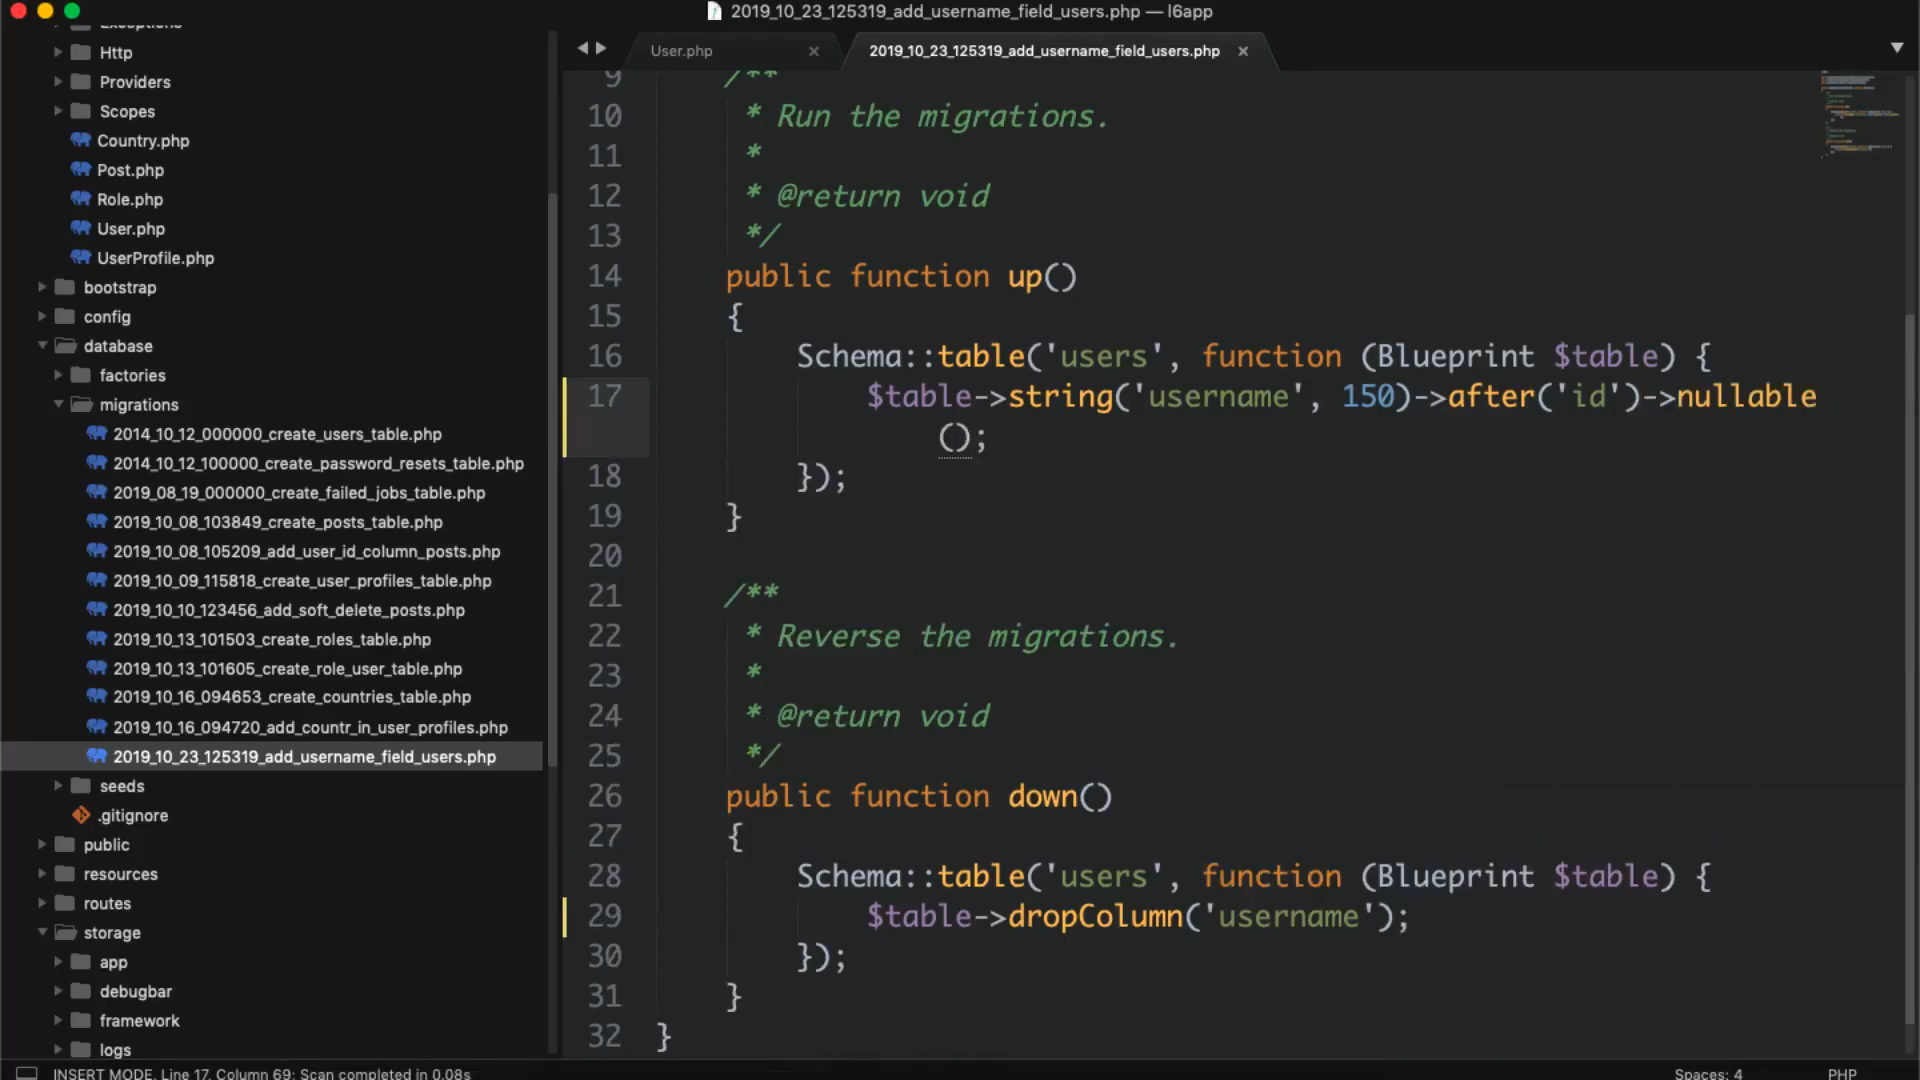 2019_10_23_125319_add_username_field_users.php — l6app
Exceptions
Http
Providers
Scopes
Country.php
Post.php
Role.php
User.php
UserProfile.php
bootstrap
config
database
factories
migrations
2014_10_12_000000_create_users_table.php
2014_10_12_100000_create_password_resets_table.php
2019_08_19_000000_create_failed_jobs_table.php
2019_10_08_103849_create_posts_table.php
2019_10_08_105209_add_user_id_column_posts.php
2019_10_09_115818_create_user_profiles_table.php
2019_10_10_123456_add_soft_delete_posts.php
2019_10_13_101503_create_roles_table.php
2019_10_13_101605_create_role_user_table.php
2019_10_16_094653_create_countries_table.php
2019_10_16_094720_add_countr_in_user_profiles.php
2019_10_23_125319_add_username_field_users.php
seeds
.gitignore
public
resources
routes
storage
app
debugbar
framework
logs
User.php
2019_10_23_125319_add_username_field_users.php
9 /**
10 * Run the migrations.
11 *
12 * @return void
13 */
14 public function up()
15 {
16 Schema::table('users', function (Blueprint $table) {
17 $table->string('username', 150)->after('id')->nullable
();
18 });
19 }
20
21 /**
22 * Reverse the migrations.
23 *
24 * @return void
25 */
26 public function down()
27 {
28 Schema::table('users', function (Blueprint $table) {
29 $table->dropColumn('username');
30 });
31 }
32 }
INSERT MODE, Line 17, Column 69; Scan completed in 0.08s
Spaces: 4
PHP